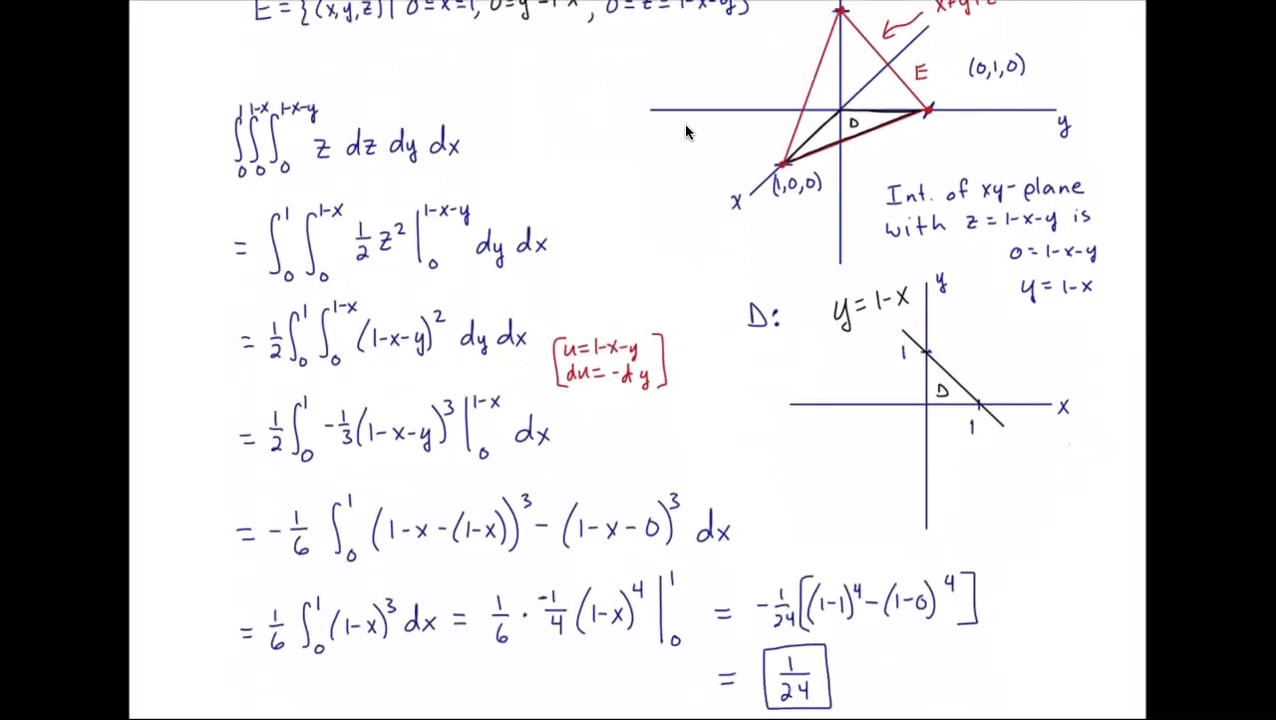 E = {(x,y,z) | 0≤x≤1, 0≤y≤1-x, 0≤z≤1-x-y}
x+y+z
E
(0,1,0)
D
y
(1,0,0)
x
∫₀¹ ∫₀^(1-x) ∫₀^(1-x-y) z dz dy dx
Int. of xy-plane
with z = 1-x-y is
0 = 1-x-y
y = 1-x
= ∫₀¹ ∫₀^(1-x) 1/2 z² |₀^(1-x-y) dy dx
D:
y = 1-x
y
1
D
x
1
= 1/2 ∫₀¹ ∫₀^(1-x) (1-x-y)² dy dx
[u = 1-x-y
du = -dy]
= 1/2 ∫₀¹ -1/3 (1-x-y)³ |₀^(1-x) dx
= -1/6 ∫₀¹ (1-x-(1-x))³ - (1-x-0)³ dx
= 1/6 ∫₀¹ (1-x)³ dx = 1/6 · -1/4 (1-x)⁴ |₀¹ = -1/24 [(1-1)⁴ - (1-0)⁴]
= 1/24